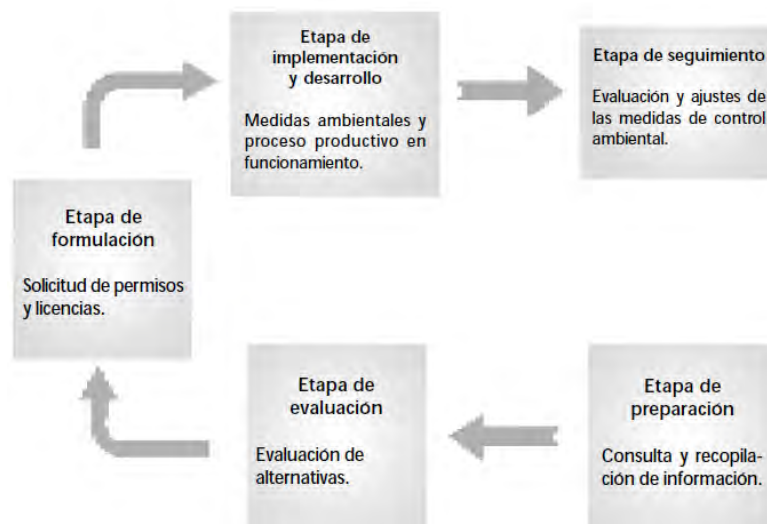 Etapa de
implementación
y desarrollo
Medidas ambientales y
proceso productivo en
funcionamiento.
Etapa de seguimiento
Evaluación y ajustes de
las medidas de control
ambiental.
Etapa de
formulación
Solicitud de permisos
y licencias.
Etapa de
evaluación
Evaluación de
alternativas.
Etapa de
preparación
Consulta y recopila-
ción de información.